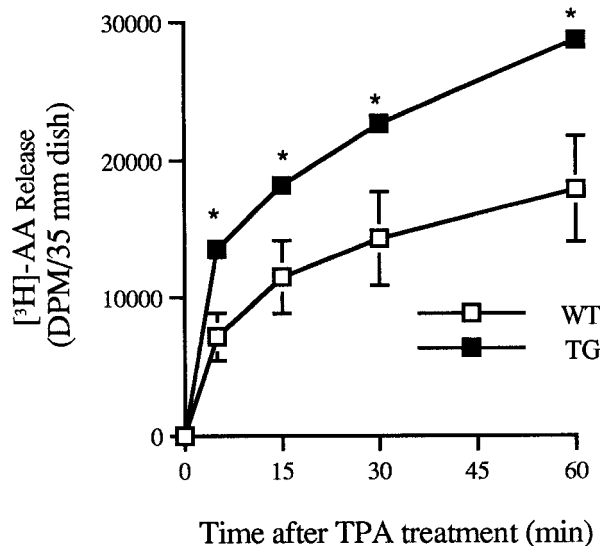 [³H]-AA Release
(DPM/35 mm dish)
30000
20000
10000
0
*
*
*
*
WT
TG
0 15 30 45 60
Time after TPA treatment (min)